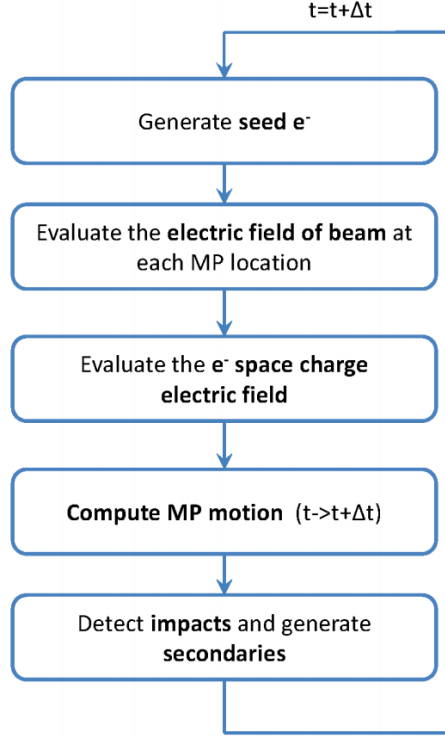 t=t+Δt
Generate seed e⁻
Evaluate the electric field of beam at
each MP location
Evaluate the e⁻ space charge
electric field
Compute MP motion (t->t+Δt)
Detect impacts and generate
secondaries